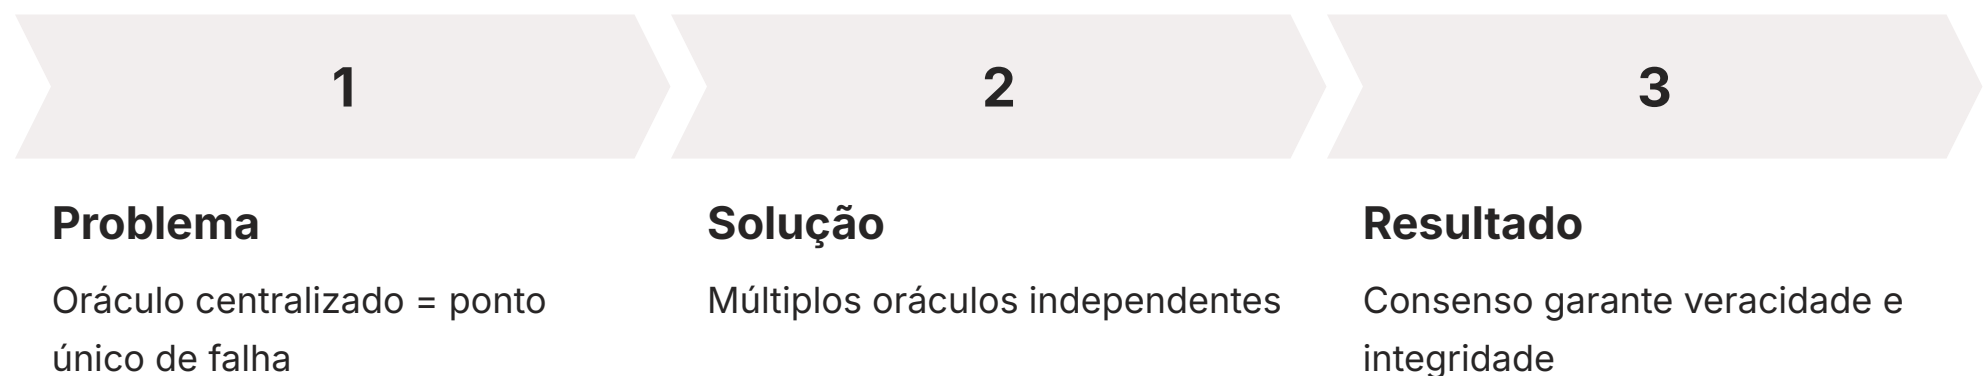 1
Problema
Oráculo centralizado = ponto
único de falha
2
Solução
Múltiplos oráculos independentes
3
Resultado
Consenso garante veracidade e
integridade